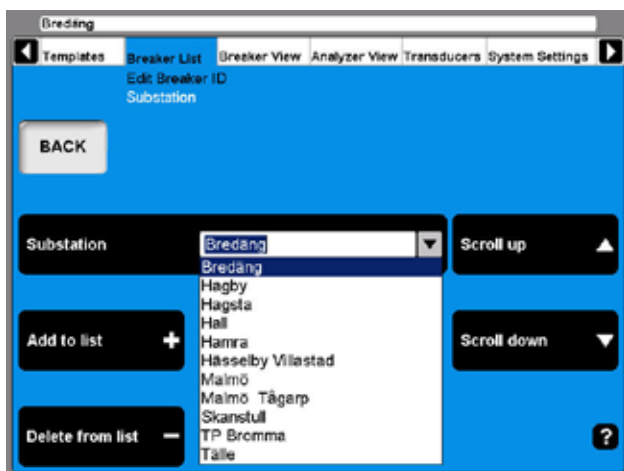 Bredäng
Templates Breaker List Breaker View Analyzer View Transducers System Settings
Edit Breaker ID
Substation
BACK
Substation Bredäng Scroll up
Bredäng
Hagby
Hagsta
Hall
Add to list + Hamra Scroll down
Hässelby Villastad
Malmö
Malmö Tågarp
Skanstull
Delete from list − TP Bromma ?
Tälle